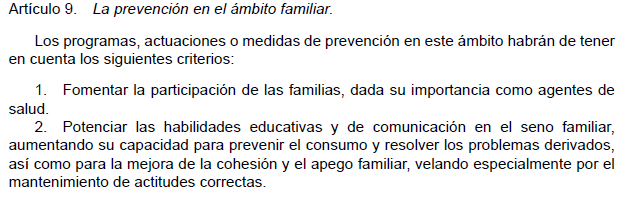 Artículo 9. La prevención en el ámbito familiar.
Los programas, actuaciones o medidas de prevención en este ámbito habrán de tener
en cuenta los siguientes criterios:
1. Fomentar la participación de las familias, dada su importancia como agentes de
salud.
2. Potenciar las habilidades educativas y de comunicación en el seno familiar,
aumentando su capacidad para prevenir el consumo y resolver los problemas derivados,
así como para la mejora de la cohesión y el apego familiar, velando especialmente por el
mantenimiento de actitudes correctas.